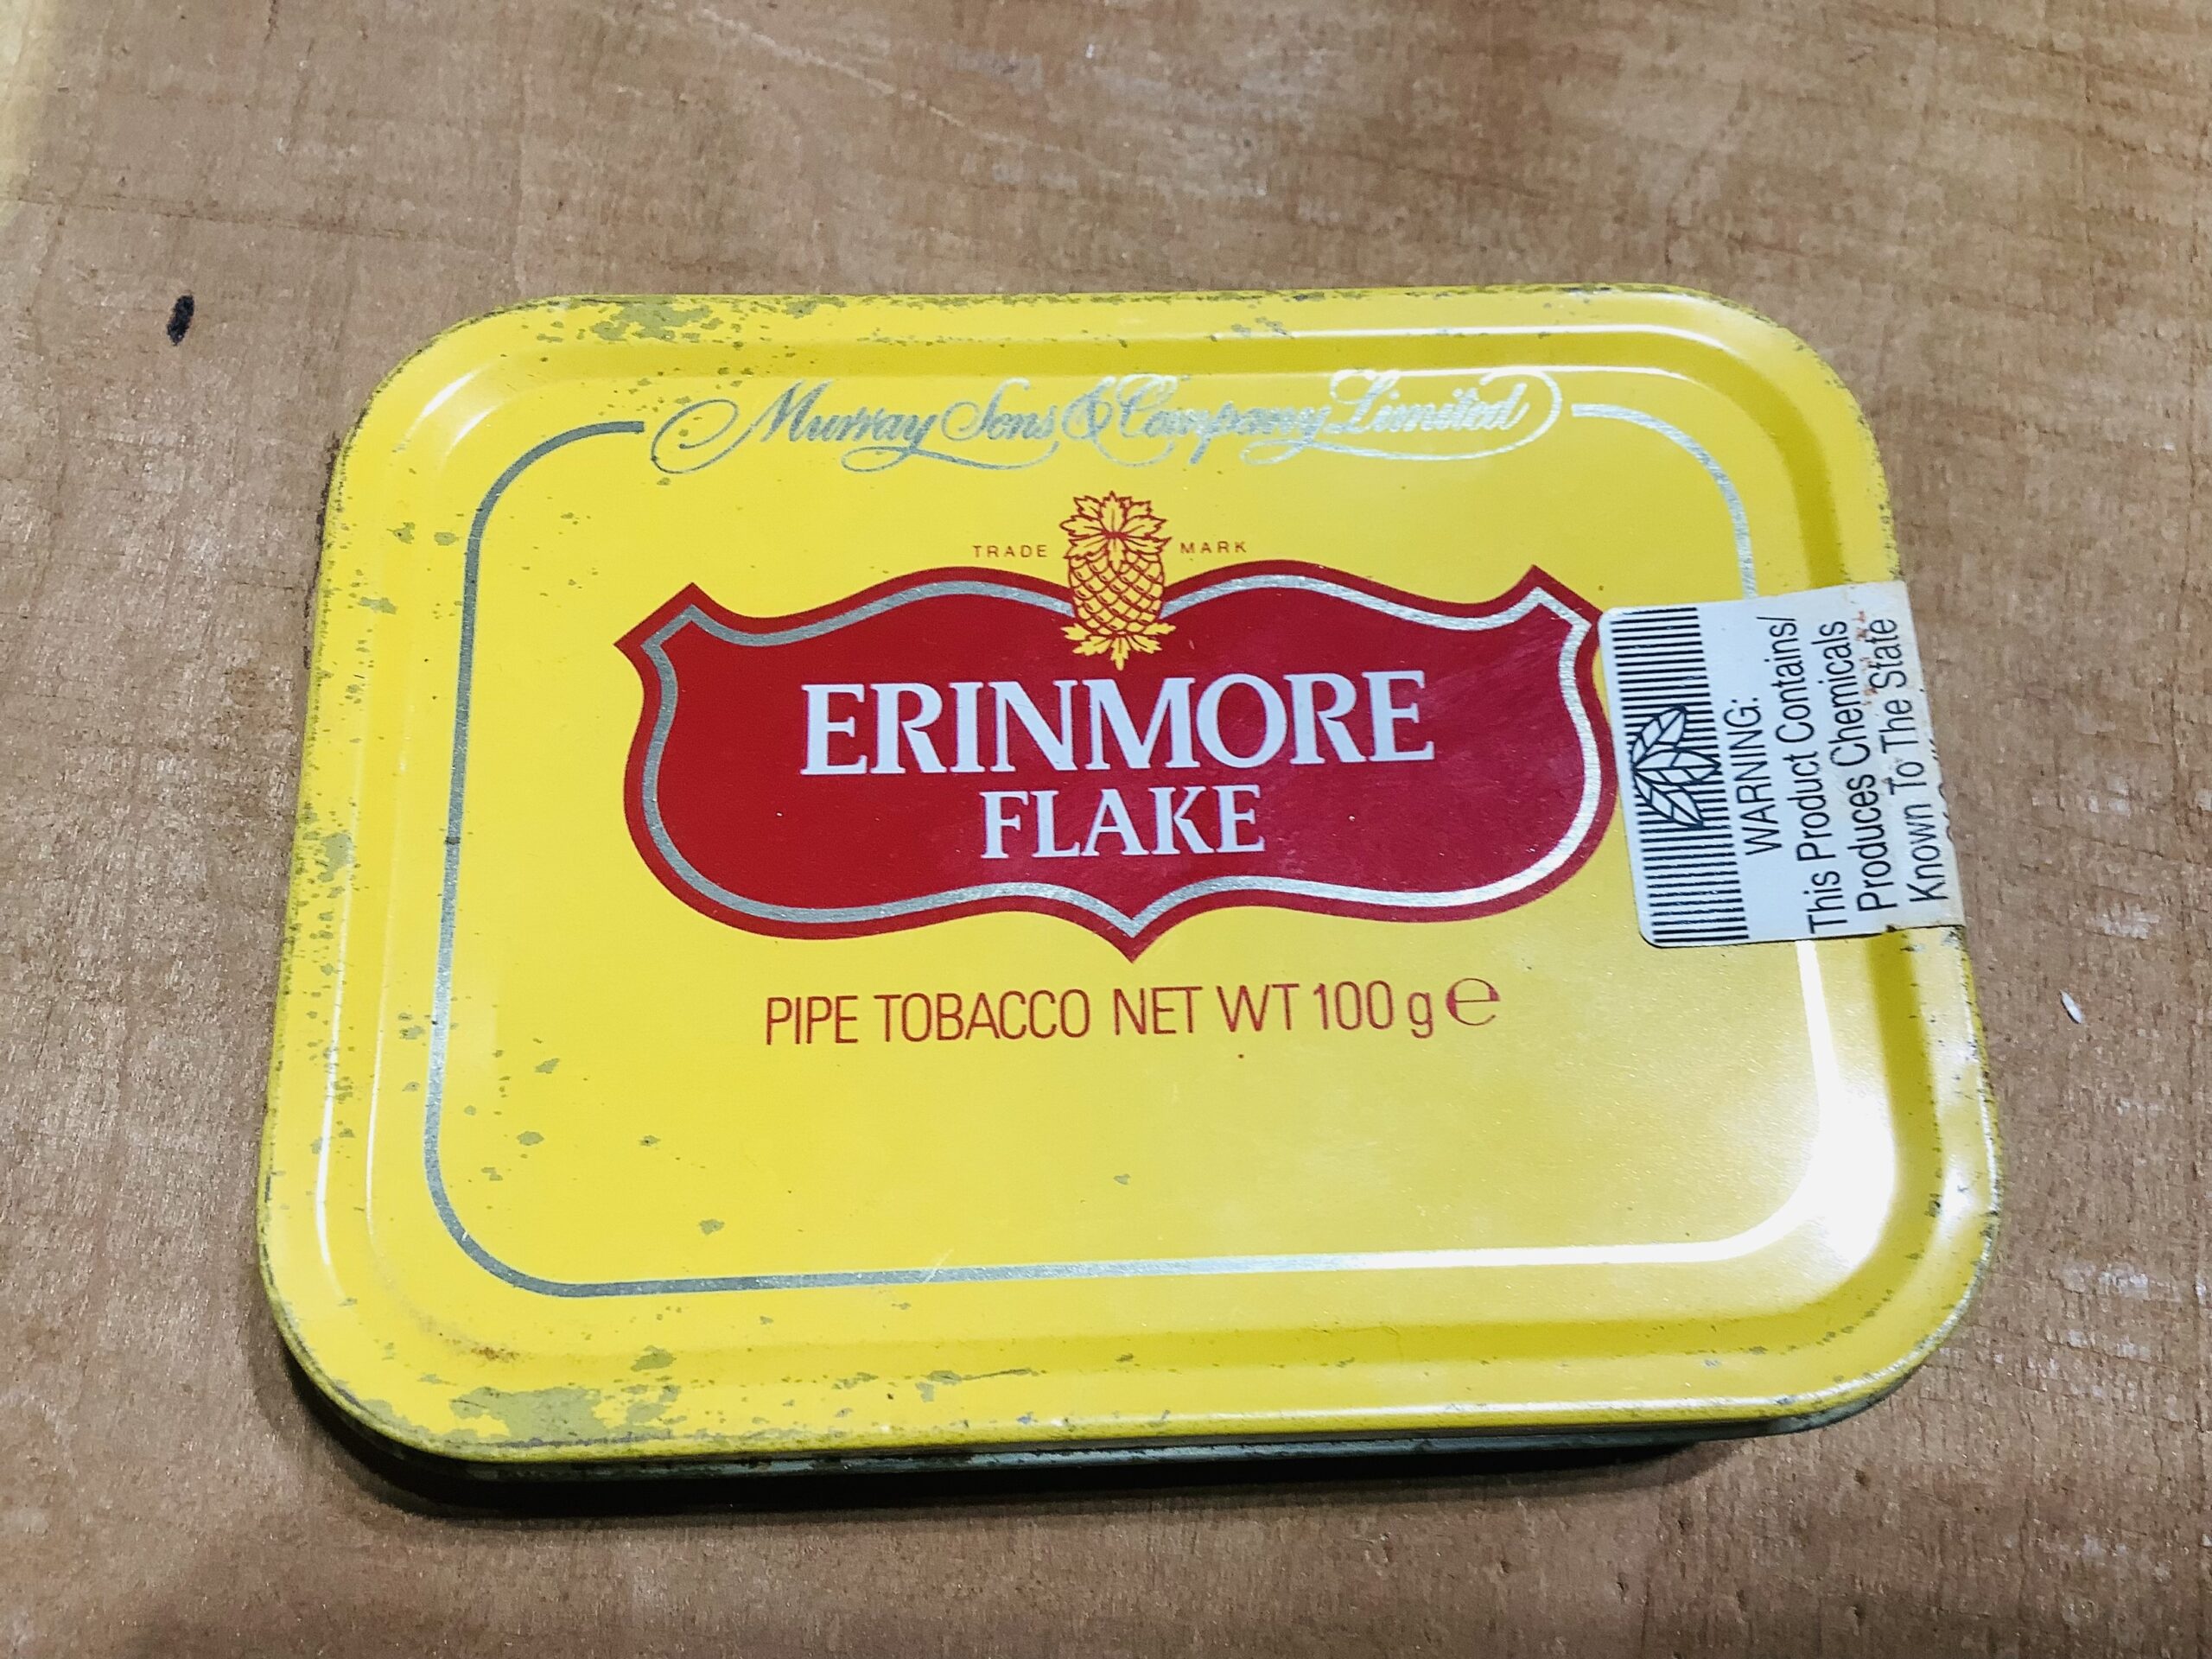 Murray Sons & Company Limited
TRADE MARK
ERINMORE
FLAKE
PIPE TOBACCO NET WT 100 g e
WARNING:
This Product Contains/
Produces Chemicals
Known To The State